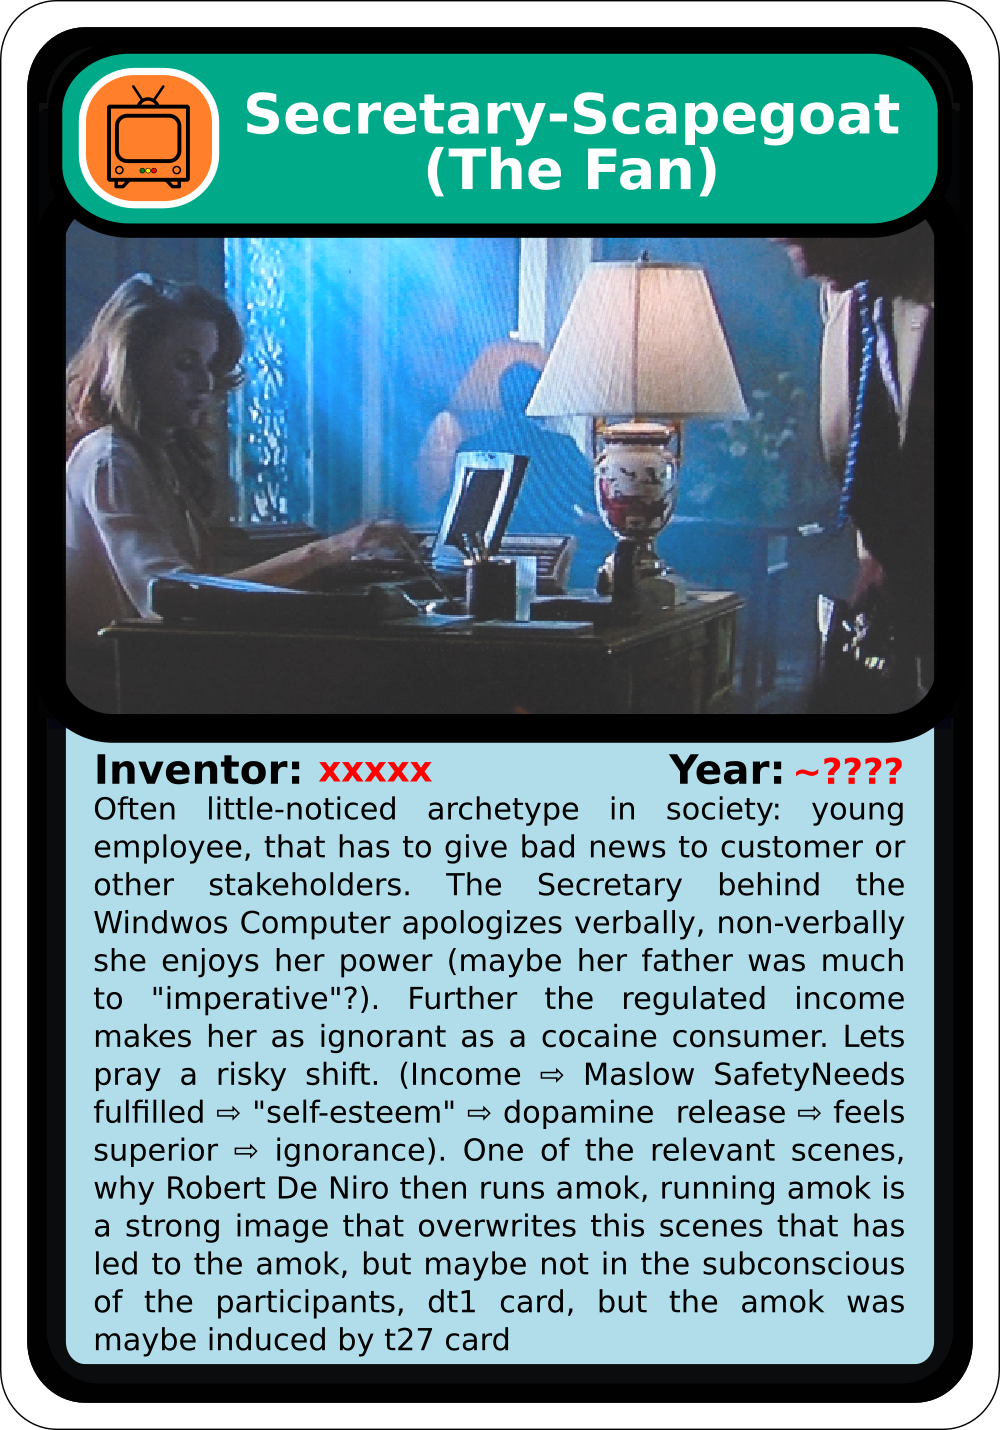 Secretary-Scapegoat
(The Fan)
Inventor: xxxxx Year: ~????
Often little-noticed archetype in society: young
employee, that has to give bad news to customer or
other stakeholders. The Secretary behind the
Windwos Computer apologizes verbally, non-verbally
she enjoys her power (maybe her father was much
to "imperative"?). Further the regulated income
makes her as ignorant as a cocaine consumer. Lets
pray a risky shift. (Income ⇨ Maslow SafetyNeeds
fulfilled ⇨ "self-esteem" ⇨ dopamine release ⇨ feels
superior ⇨ ignorance). One of the relevant scenes,
why Robert De Niro then runs amok, running amok is
a strong image that overwrites this scenes that has
led to the amok, but maybe not in the subconscious
of the participants, dt1 card, but the amok was
maybe induced by t27 card